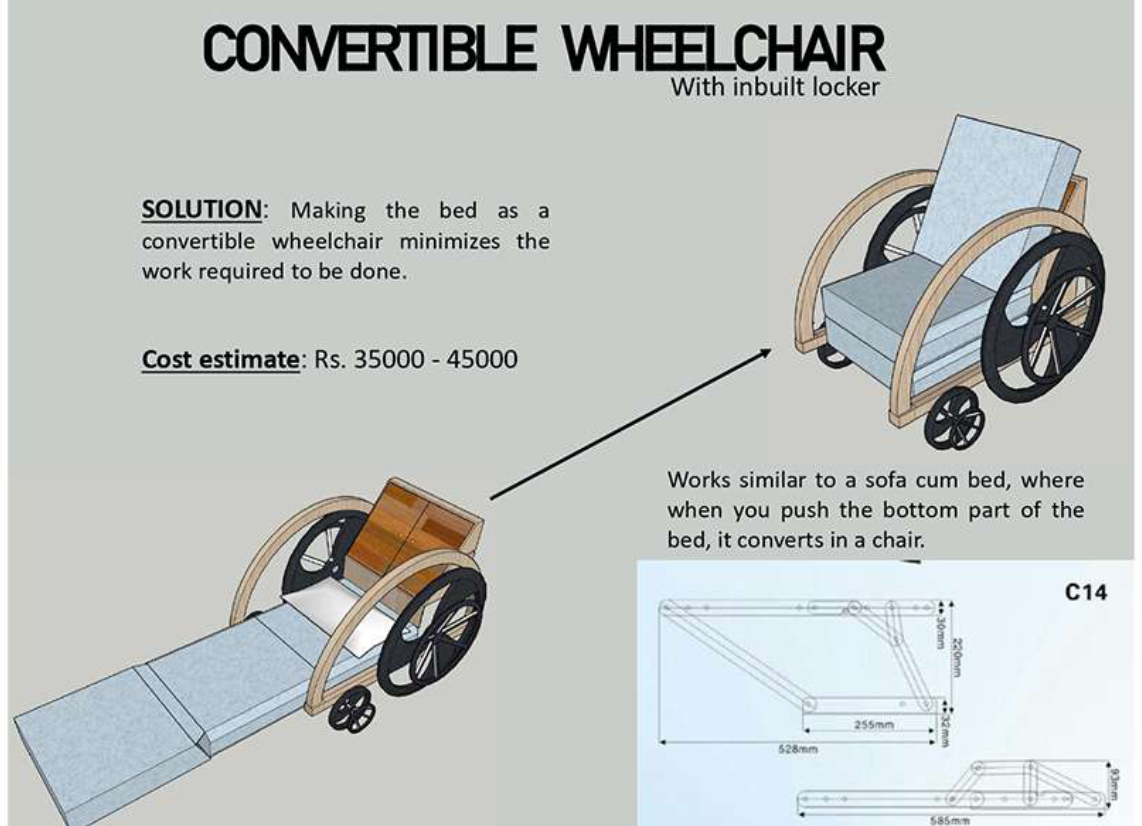 CONVERTIBLE WHEELCHAIR
With inbuilt locker
SOLUTION: Making the bed as a
convertible wheelchair minimizes the
work required to be done.
Cost estimate: Rs. 35000 - 45000
Works similar to a sofa cum bed, where
when you push the bottom part of the
bed, it converts in a chair.
C14
30mm
220mm
32mm
255mm
528mm
93mm
585mm